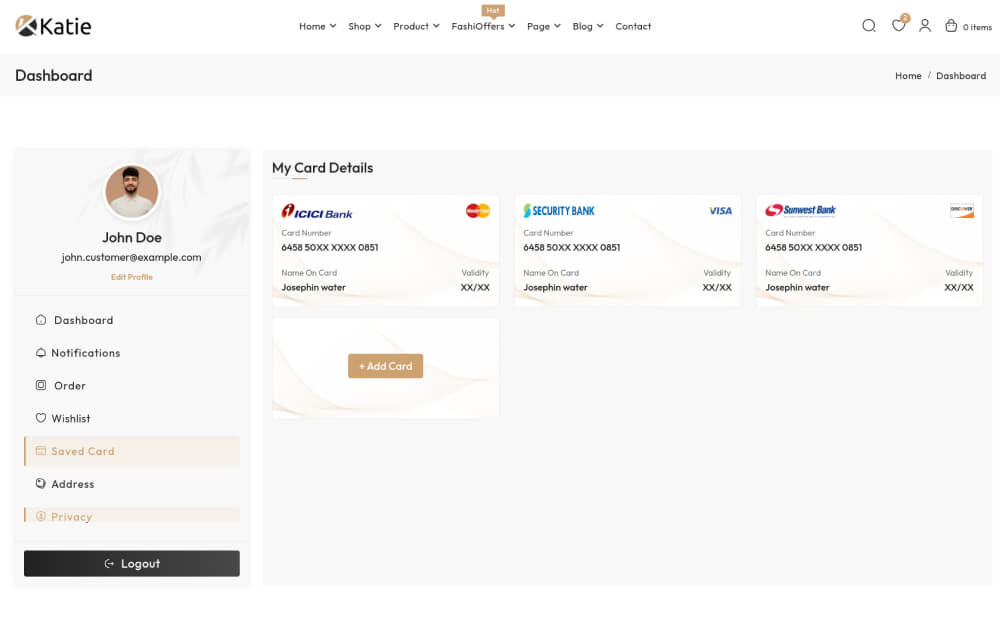 Katie
Hot
Home Shop Product FashiOffers Page Blog Contact
2
0 items
Dashboard
Home / Dashboard
John Doe
john.customer@example.com
Edit Profile
Dashboard
Notifications
Order
Wishlist
Saved Card
Address
Privacy
Logout
My Card Details
ICICI Bank
MasterCard
Card Number
6458 50XX XXXX 0851
Name On Card Validity
Josephin water XX/XX
SECURITY BANK
VISA
Card Number
6458 50XX XXXX 0851
Name On Card Validity
Josephin water XX/XX
Sunwest Bank
DISCOVER
Card Number
6458 50XX XXXX 0851
Name On Card Validity
Josephin water XX/XX
+ Add Card